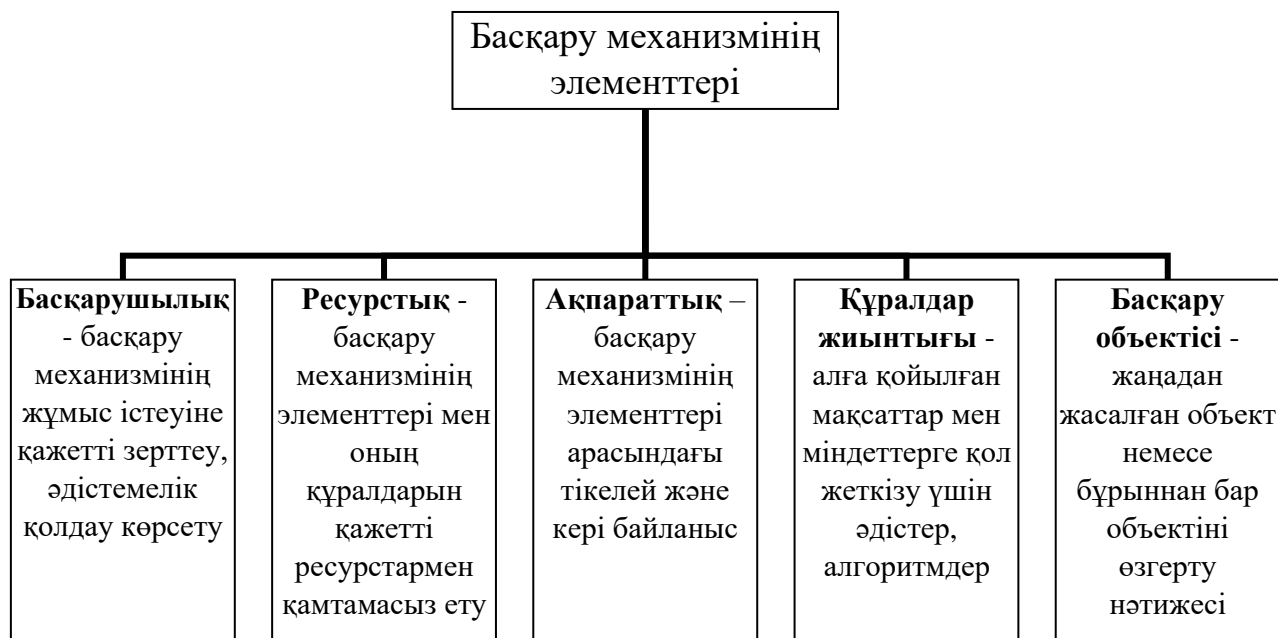 Басқару механизмінің
элементтері
Басқарушылық
- басқару
механизмінің
жұмыс істеуіне
қажетті зерттеу,
әдістемелік
қолдау көрсету
Ресурстық -
басқару
механизмінің
элементтері мен
оның
құралдарын
қажетті
ресурстармен
қамтамасыз ету
Ақпараттық –
басқару
механизмінің
элементтері
арасындағы
тікелей және
кері байланыс
Құралдар
жиынтығы -
алға қойылған
мақсаттар мен
міндеттерге қол
жеткізу үшін
әдістер,
алгоритмдер
Басқару
объектісі -
жаңадан
жасалған объект
немесе
бұрыннан бар
объектіні
өзгерту
нәтижесі